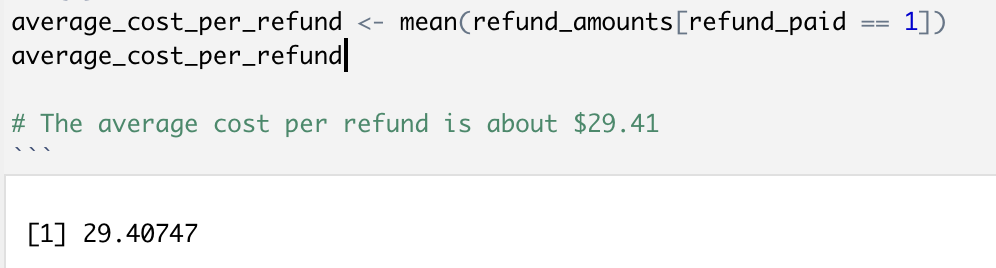 average_cost_per_refund <- mean(refund_amounts[refund_paid == 1])
average_cost_per_refund
# The average cost per refund is about $29.41
```
[1] 29.40747